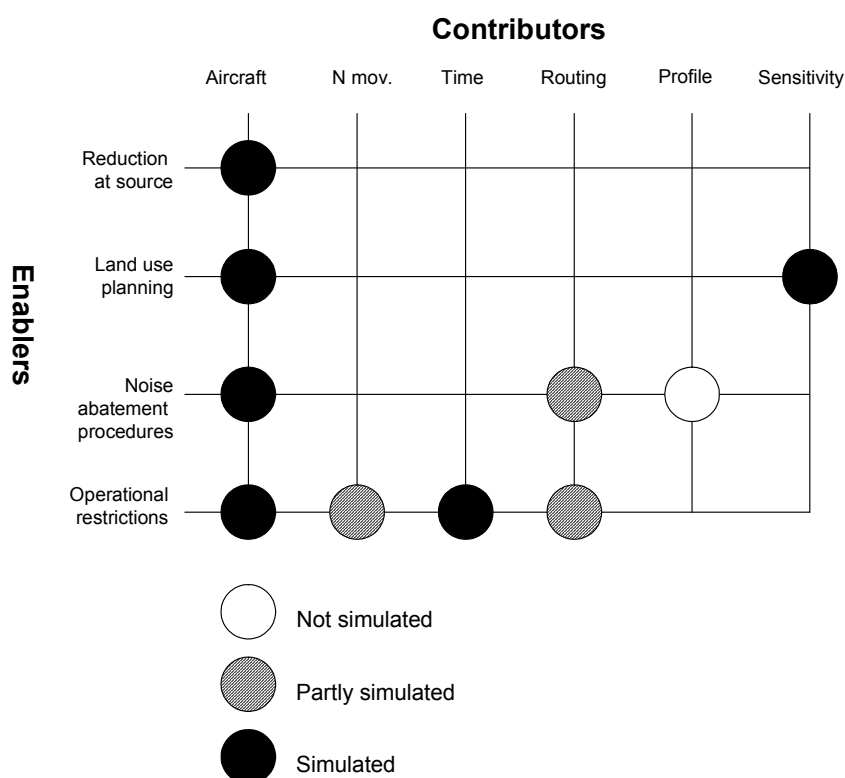 Contributors
Aircraft N mov. Time Routing Profile Sensitivity
Enablers
Reduction
at source
Land use
planning
Noise
abatement
procedures
Operational
restrictions
Not simulated
Partly simulated
Simulated